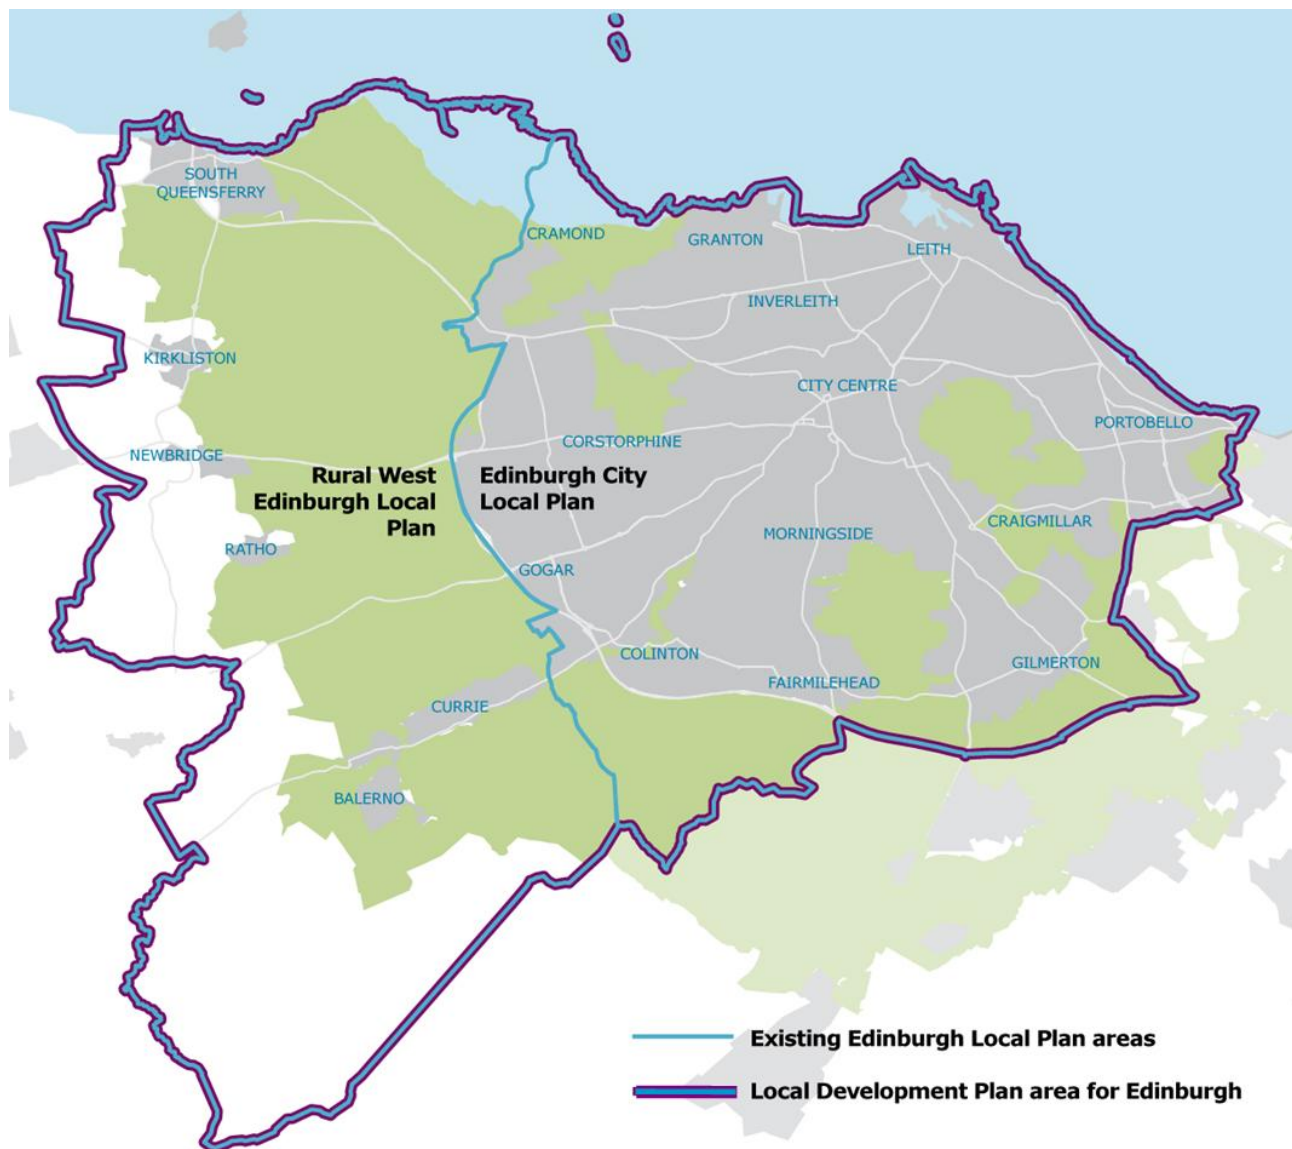 SOUTH
QUEENSFERRY
CRAMOND
GRANTON
LEITH
INVERLEITH
KIRKLISTON
CITY CENTRE
PORTOBELLO
CORSTORPHINE
NEWBRIDGE
Rural West
Edinburgh Local
Plan
Edinburgh City
Local Plan
CRAIGMILLAR
MORNINGSIDE
RATHO
GOGAR
COLINTON
GILMERTON
FAIRMILEHEAD
CURRIE
BALERNO
Existing Edinburgh Local Plan areas
Local Development Plan area for Edinburgh